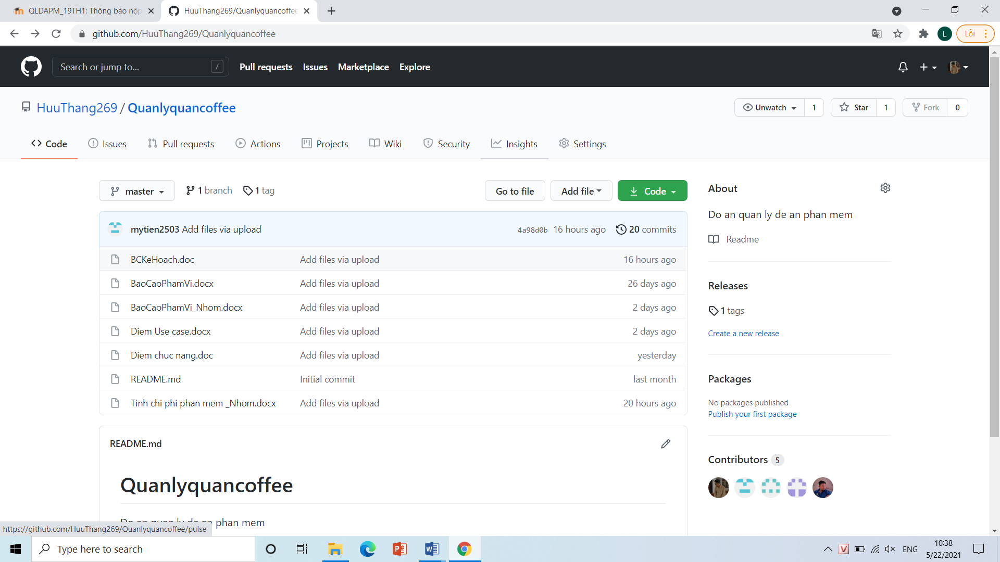 QLDAPM_19TH1: Thông báo nộp
HuuThang269/Quanlyquancoffee
github.com/HuuThang269/Quanlyquancoffee
L
Lỗi
Search or jump to...
/
Pull requests
Issues
Marketplace
Explore
HuuThang269 / Quanlyquancoffee
Unwatch 1
Star 1
Fork 0
Code
Issues
Pull requests
Actions
Projects
Wiki
Security
Insights
Settings
master
1 branch
1 tag
Go to file
Add file
Code
mytien2503 Add files via upload 4a98d0b 16 hours ago 20 commits
BCKeHoach.doc Add files via upload 16 hours ago
BaoCaoPhamVi.docx Add files via upload 26 days ago
BaoCaoPhamVi_Nhom.docx Add files via upload 2 days ago
Diem Use case.docx Add files via upload 2 days ago
Diem chuc nang.doc Add files via upload yesterday
README.md Initial commit last month
Tinh chi phi phan mem _Nhom.docx Add files via upload 20 hours ago
README.md
Quanlyquancoffee
Do an quan ly de an phan mem
About
Do an quan ly de an phan mem
Readme
Releases
1 tags
Create a new release
Packages
No packages published
Publish your first package
Contributors 5
https://github.com/HuuThang269/Quanlyquancoffee/pulse
Type here to search
ENG
10:38
5/22/2021